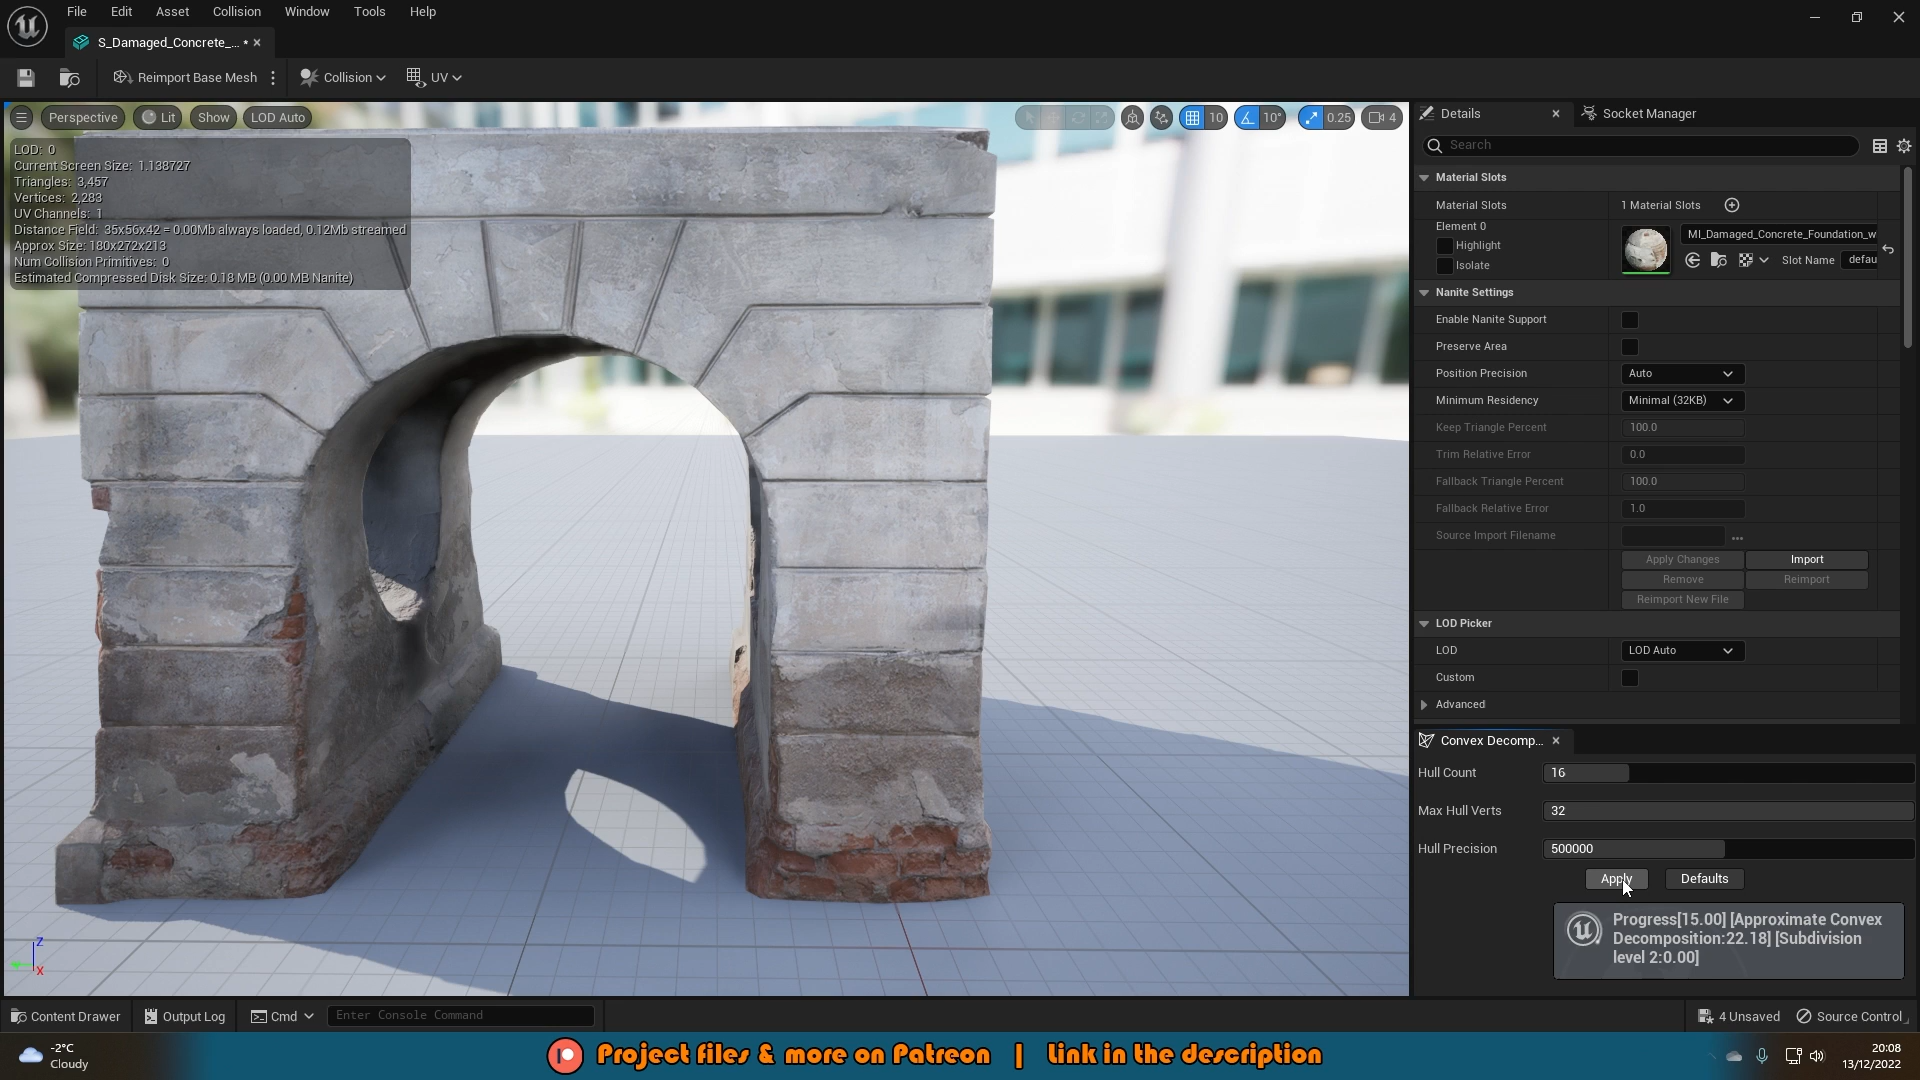 File Edit Asset Collision Window Tools Help
S_Damaged_Concrete_... *
Reimport Base Mesh Collision UV
Perspective Lit Show LOD Auto 10 10° 0.25 4
LOD: 0
Current Screen Size: 1.138727
Triangles: 3,457
Vertices: 2,283
UV Channels: 1
Distance Field: 35x56x42 = 0.00Mb always loaded, 0.12Mb streamed
Approx Size: 180x272x213
Num Collision Primitives: 0
Estimated Compressed Disk Size: 0.18 MB (0.00 MB Nanite)
Z
X
Details Socket Manager
Search
Material Slots
Material Slots 1 Material Slots
Element 0
Highlight
Isolate
MI_Damaged_Concrete_Foundation_w
Slot Name defau
Nanite Settings
Enable Nanite Support
Preserve Area
Position Precision Auto
Minimum Residency Minimal (32KB)
Keep Triangle Percent 100.0
Trim Relative Error 0.0
Fallback Triangle Percent 100.0
Fallback Relative Error 1.0
Source Import Filename ...
Apply Changes Import
Remove Reimport
Reimport New File
LOD Picker
LOD LOD Auto
Custom
Advanced
Convex Decomp...
Hull Count 16
Max Hull Verts 32
Hull Precision 500000
Apply Defaults
Progress[15.00] [Approximate Convex
Decomposition:22.18] [Subdivision
level 2:0.00]
Content Drawer Output Log Cmd Enter Console Command 4 Unsaved Source Control
-2°C
Cloudy
Project files & more on Patreon | Link in the description
20:08
13/12/2022